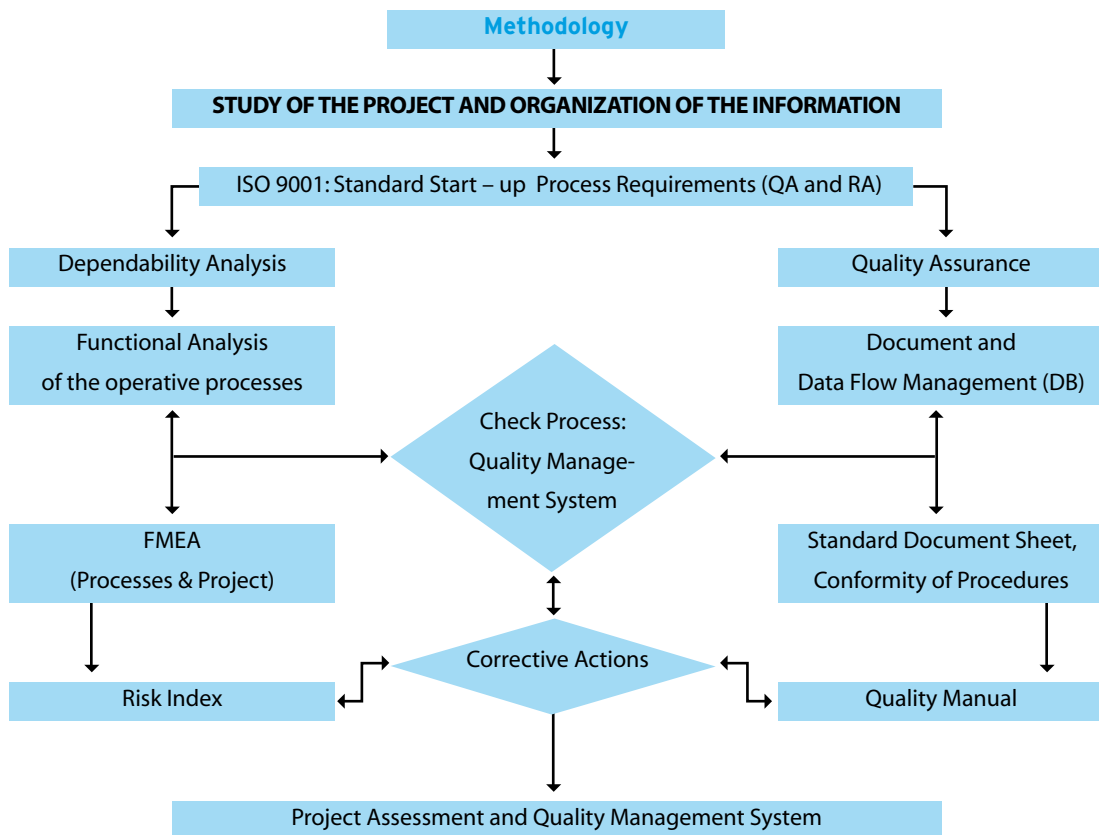 Methodology
STUDY OF THE PROJECT AND ORGANIZATION OF THE INFORMATION
ISO 9001: Standard Start – up Process Requirements (QA and RA)
Dependability Analysis
Quality Assurance
Functional Analysis
of the operative processes
Document and
Data Flow Management (DB)
Check Process:
Quality Manage-
ment System
FMEA
(Processes & Project)
Standard Document Sheet,
Conformity of Procedures
Corrective Actions
Risk Index
Quality Manual
Project Assessment and Quality Management System